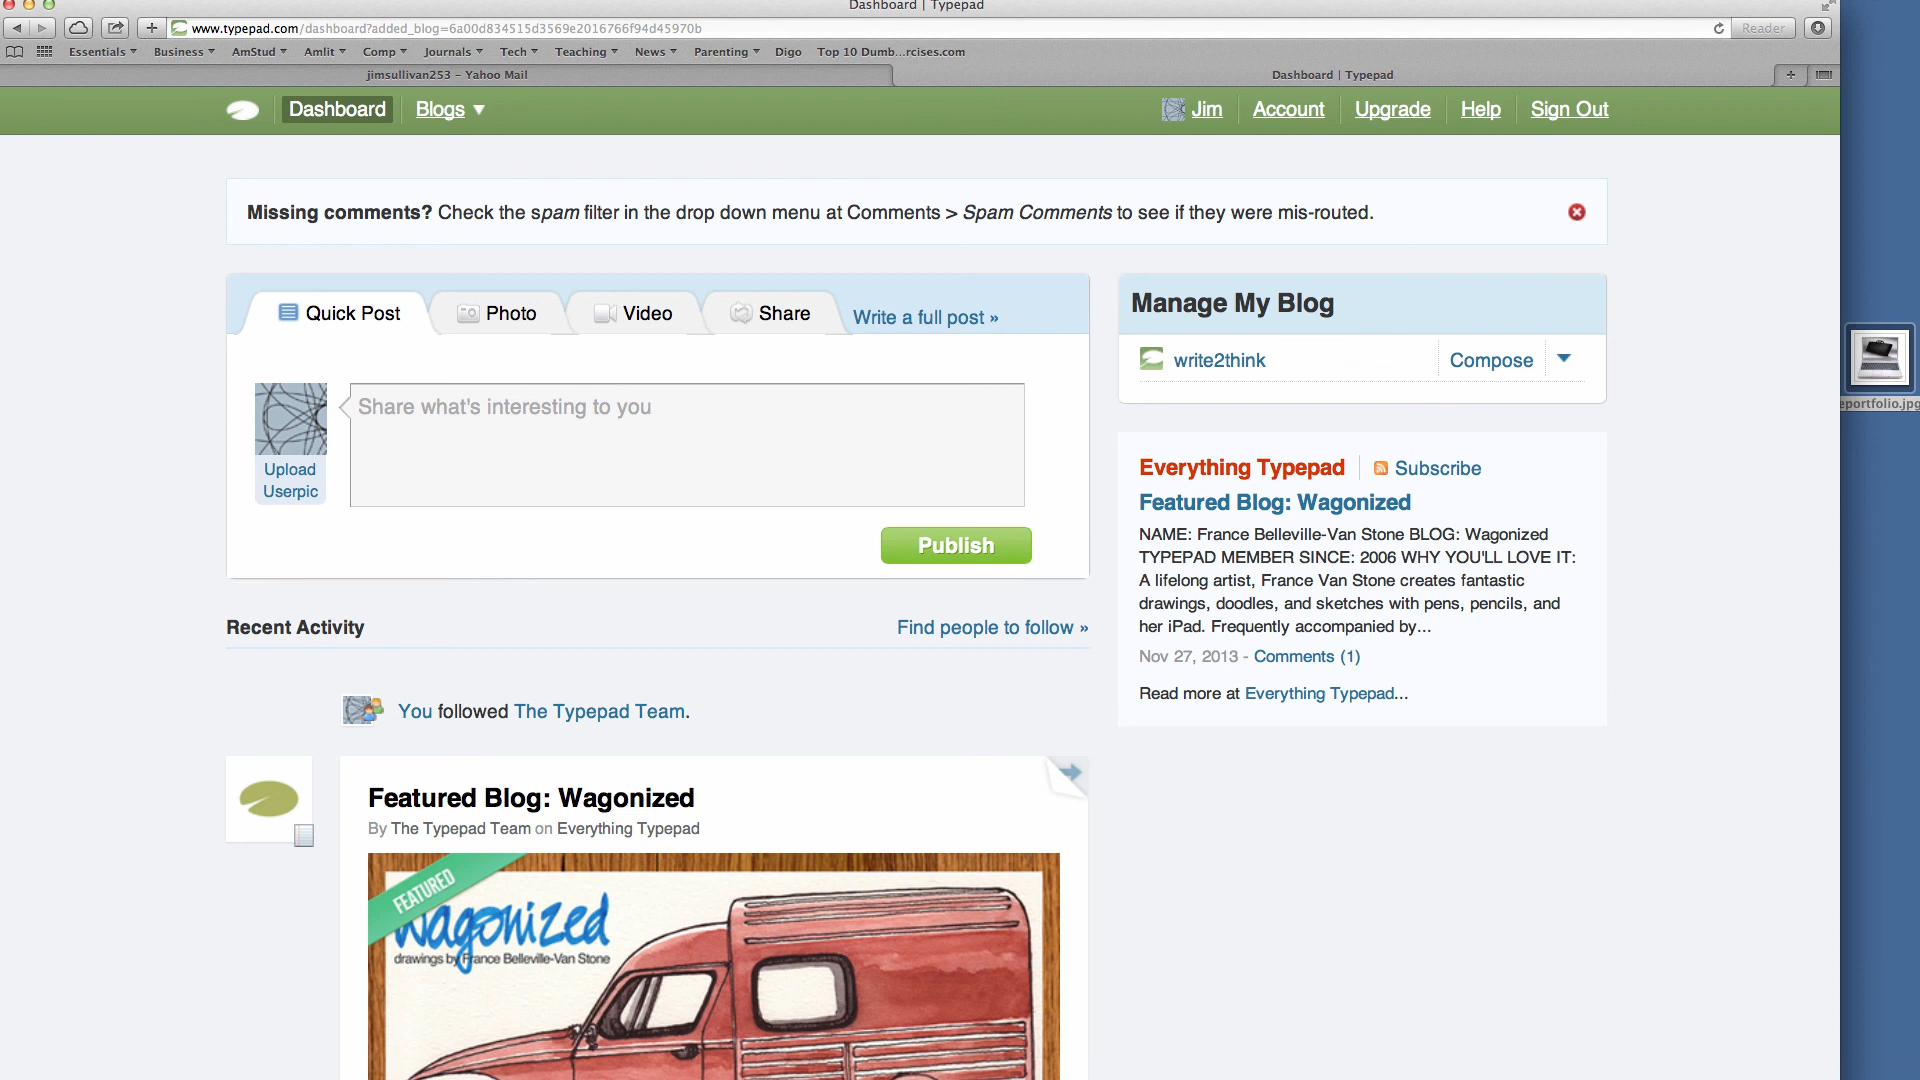 Dashboard | Typepad
www.typepad.com/dashboard?added_blog=6a00d834515d3569e2016766f94d45970b
Reader
Essentials Business AmStud Amlit Comp Journals Tech Teaching News Parenting Digo Top 10 Dumb...rcises.com
jimsullivan253 – Yahoo Mail
Dashboard | Typepad
Dashboard Blogs Jim Account Upgrade Help Sign Out
Missing comments? Check the spam filter in the drop down menu at Comments > Spam Comments to see if they were mis-routed.
Quick Post Photo Video Share Write a full post »
Share what's interesting to you
Upload
Userpic
Publish
Recent Activity Find people to follow »
You followed The Typepad Team.
Featured Blog: Wagonized
By The Typepad Team on Everything Typepad
FEATURED
Wagonized
drawings by France Belleville-Van Stone
Manage My Blog
write2think Compose
Everything Typepad Subscribe
Featured Blog: Wagonized
NAME: France Belleville-Van Stone BLOG: Wagonized
TYPEPAD MEMBER SINCE: 2006 WHY YOU'LL LOVE IT:
A lifelong artist, France Van Stone creates fantastic
drawings, doodles, and sketches with pens, pencils, and
her iPad. Frequently accompanied by...
Nov 27, 2013 - Comments (1)
Read more at Everything Typepad...
eportfolio.jpg